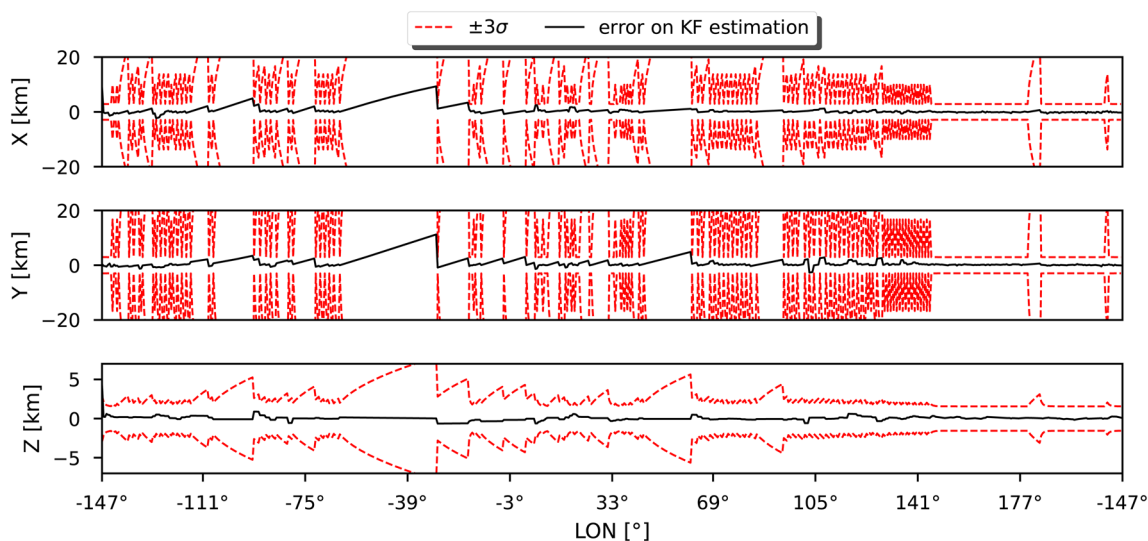 ±3σ error on KF estimation
20
0
−20
X [km]
20
0
−20
Y [km]
5
0
−5
Z [km]
-147° -111° -75° -39° -3° 33° 69° 105° 141° 177° -147°
LON [°]